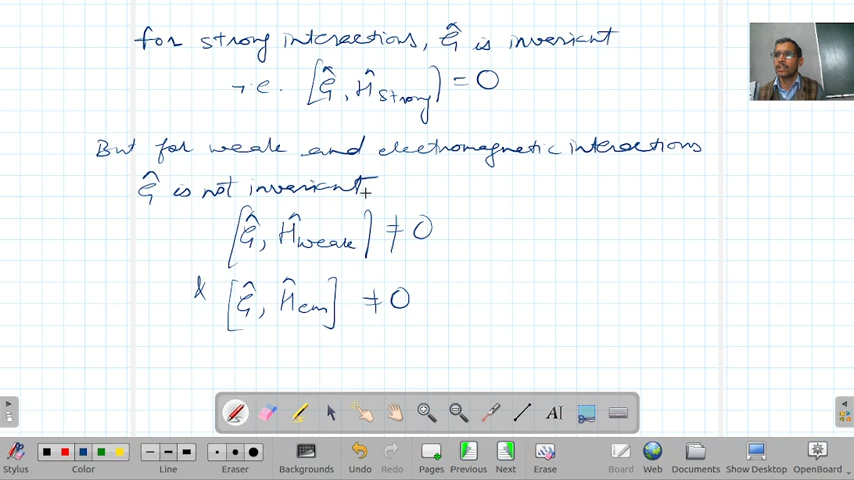 for strong interactions, Ĝ is invariant
i.e. [Ĝ, Ĥstrong] = 0
But for weak and electromagnetic interactions
Ĝ is not invariant
[Ĝ, Ĥweak] ≠ 0
& [Ĝ, Ĥem] ≠ 0
Stylus Color Line Eraser Backgrounds Undo Redo Pages Previous Next Erase Board Web Documents Show Desktop OpenBoard